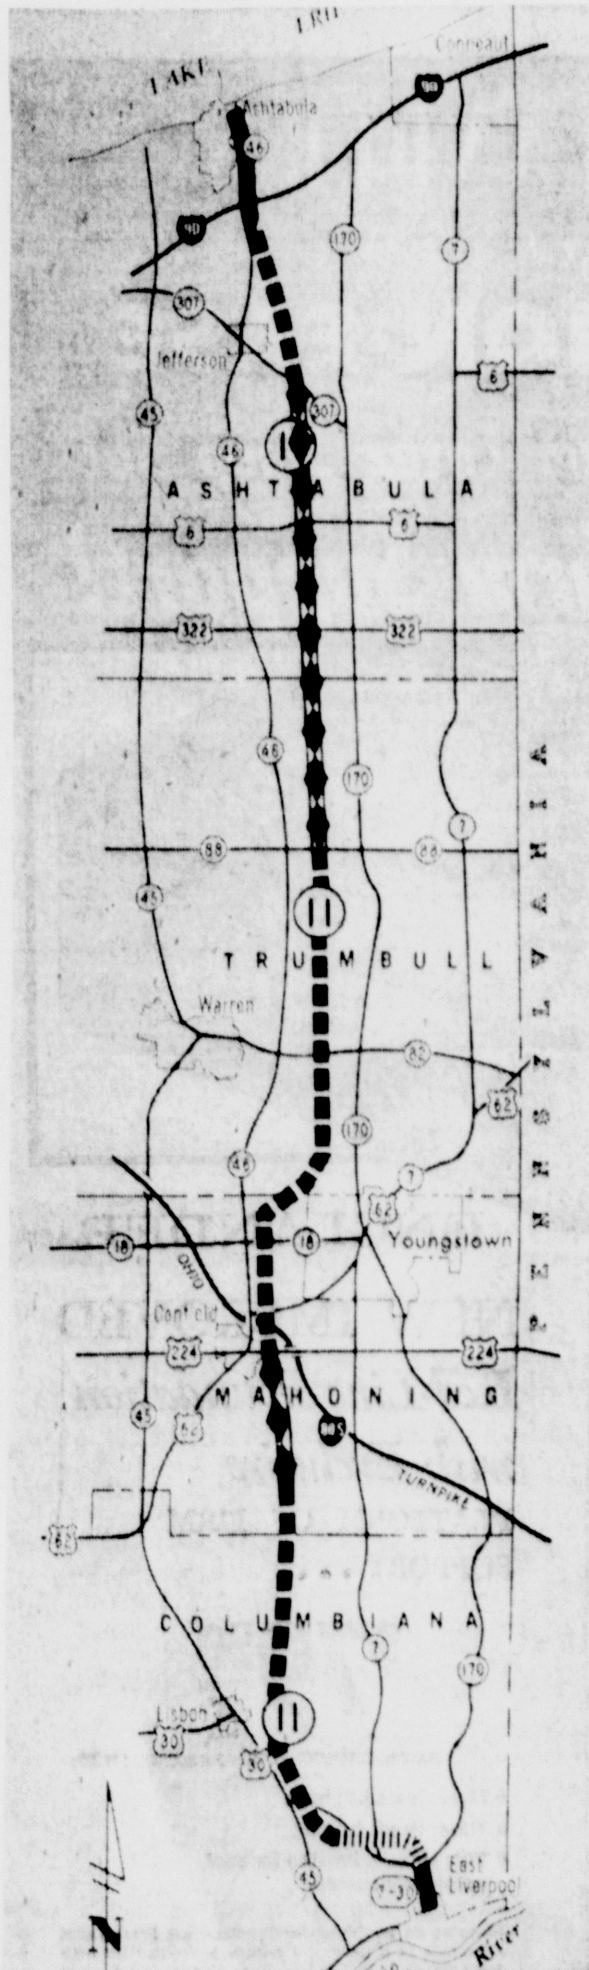 LAKE ERIE
Conneaut
90
Ashtabula
46
90
170
7
307
Jefferson
6
45
307
46
ASHTABULA
6
6
322
322
46
170
7
88
88
45
11
TRUMBULL
PENNSYLVANIA
Warren
82
62
170
46
7
62
18
18
Youngstown
OHIO
Canfield
224
224
MAHONING
45
62
80S
TURNPIKE
62
COLUMBIANA
7
170
Lisbon
11
30
30
East
Liverpool
45
7-30
N
River